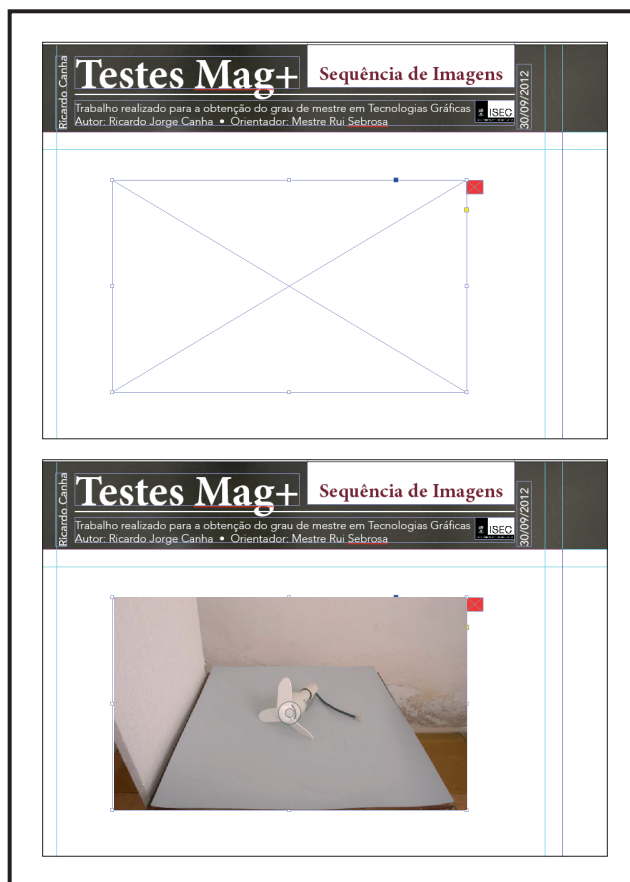 Ricardo Canha
Testes Mag+
Sequência de Imagens
Trabalho realizado para a obtenção do grau de mestre em Tecnologias Gráficas
Autor: Ricardo Jorge Canha • Orientador: Mestre Rui Sebrosa
ISEC
30/09/2012
Ricardo Canha
Testes Mag+
Sequência de Imagens
Trabalho realizado para a obtenção do grau de mestre em Tecnologias Gráficas
Autor: Ricardo Jorge Canha • Orientador: Mestre Rui Sebrosa
ISEC
30/09/2012